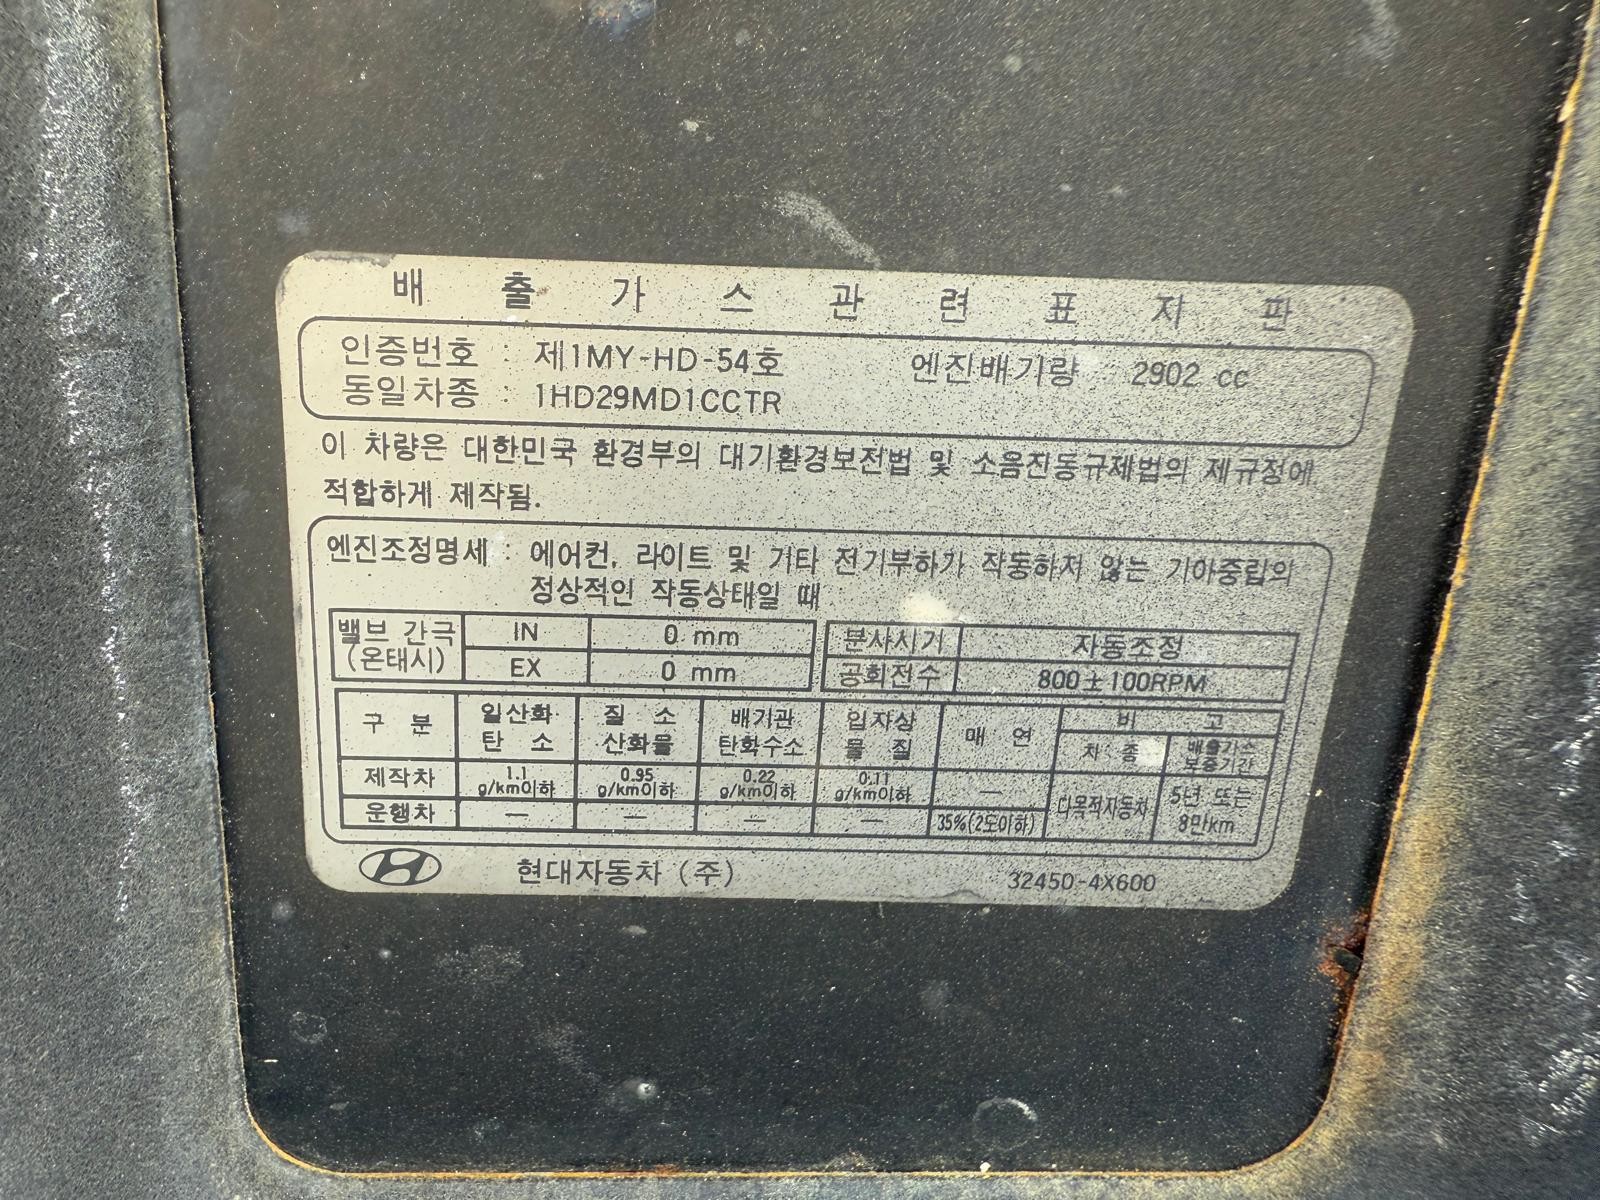 배 출 가 스 관 련 표 지 판
인증번호 : 제1MY-HD-54호 엔진배기량 2902 cc
동일차종 : 1HD29MD1CCTR
이 차량은 대한민국 환경부의 대기환경보전법 및 소음진동규제법의 제규정에
적합하게 제작됨.
엔진조정명세 : 에어컨, 라이트 및 기타 전기부하가 작동하지 않는 기아중립의
정상적인 작동상태일 때
밸브 간극 IN 0 mm 분사시기 자동조정
(온태시) EX 0 mm 공회전수 800±100RPM
구 분 일산화 탄 소 질 소 산화물 배기관 탄화수소 입자상 물 질 매 연 비 고
차 종 배출가스 보증기간
제작차 1.1 g/km이하 0.95 g/km이하 0.22 g/km이하 0.11 g/km이하 — 다목적자동차 5년 또는 8만km
운행차 — — — — 35%(2도이하)
현대자동차 (주) 32450-4X600